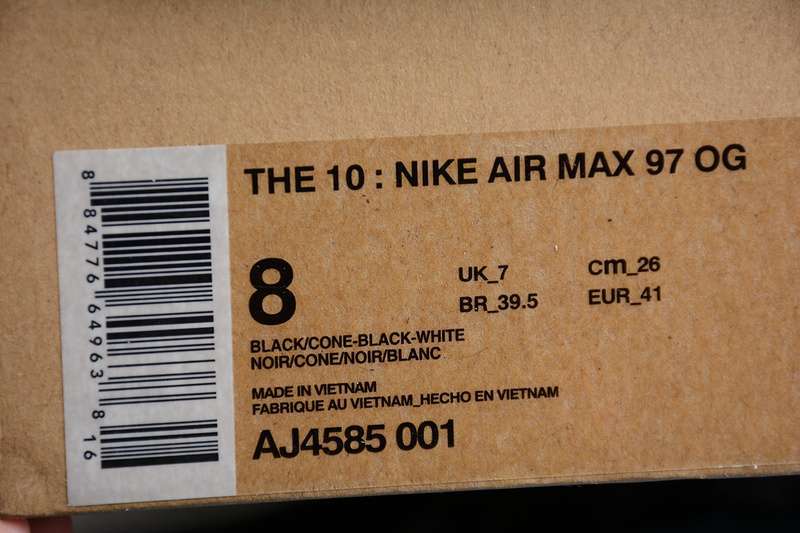 THE 10 : NIKE AIR MAX 97 OG
8
UK_7 cm_26
BR_39.5 EUR_41
BLACK/CONE-BLACK-WHITE
NOIR/CONE/NOIR/BLANC
MADE IN VIETNAM
FABRIQUE AU VIETNAM_HECHO EN VIETNAM
AJ4585 001
8 84776 64963 8 16